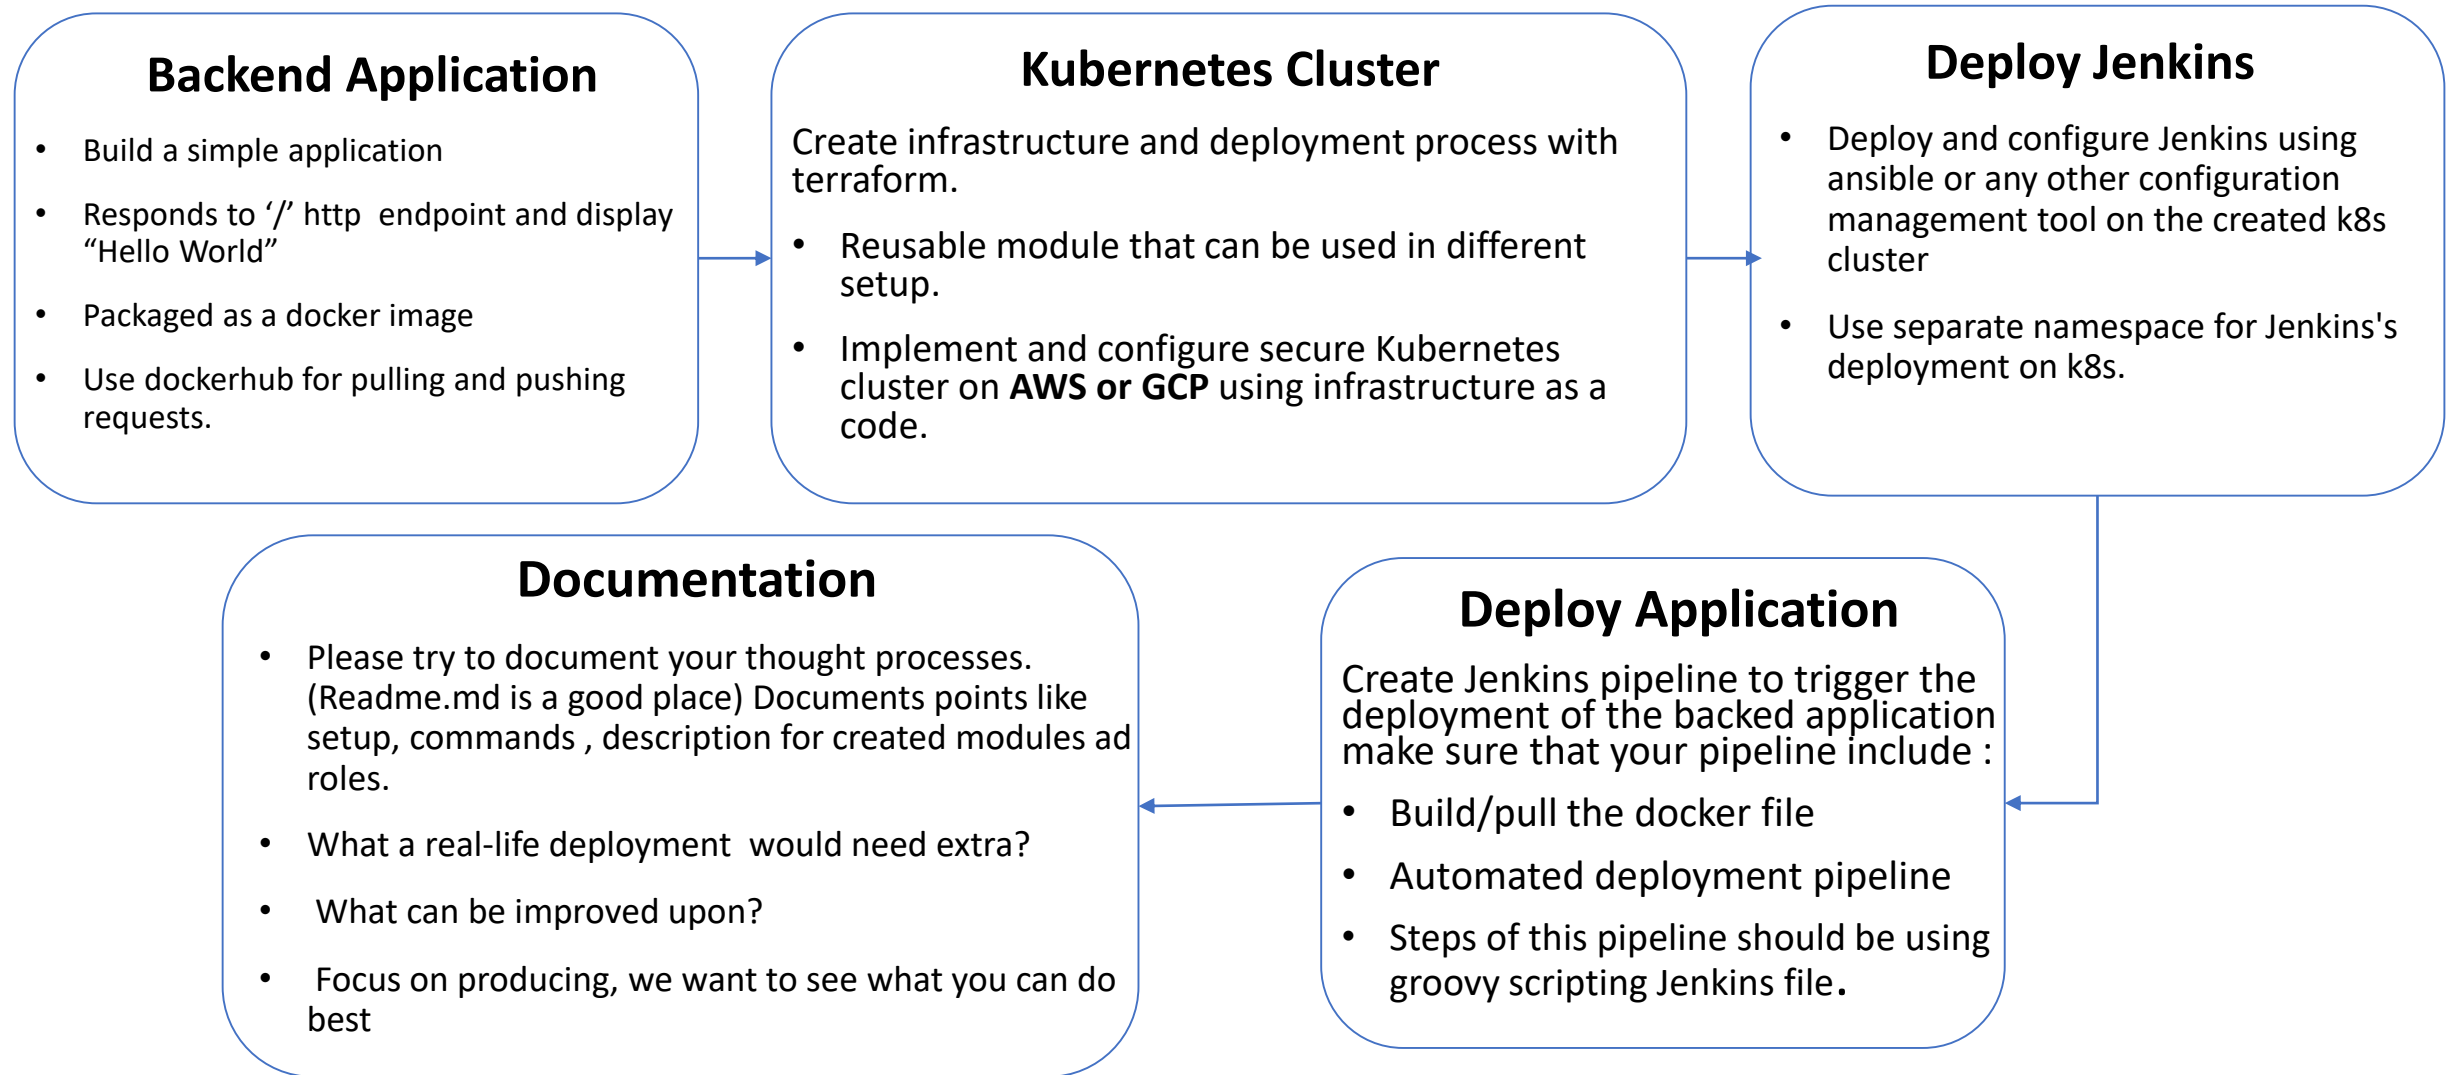 Backend Application
• Build a simple application
• Responds to ‘/’ http  endpoint and display
“Hello World”
• Packaged as a docker image
• Use dockerhub for pulling and pushing
requests.
Kubernetes Cluster
Create infrastructure and deployment process with
terraform.
• Reusable module that can be used in different
setup.
• Implement and configure secure Kubernetes
cluster on AWS or GCP using infrastructure as a
code.
Deploy Jenkins
• Deploy and configure Jenkins using
ansible or any other configuration
management tool on the created k8s
cluster
• Use separate namespace for Jenkins's
deployment on k8s.
Deploy Application
Create Jenkins pipeline to trigger the
deployment of the backed application
make sure that your pipeline include :
• Build/pull the docker file
• Automated deployment pipeline
• Steps of this pipeline should be using
groovy scripting Jenkins file.
Documentation
• Please try to document your thought processes.
(Readme.md is a good place) Documents points like
setup, commands , description for created modules ad
roles.
• What a real-life deployment  would need extra?
• What can be improved upon?
• Focus on producing, we want to see what you can do
best